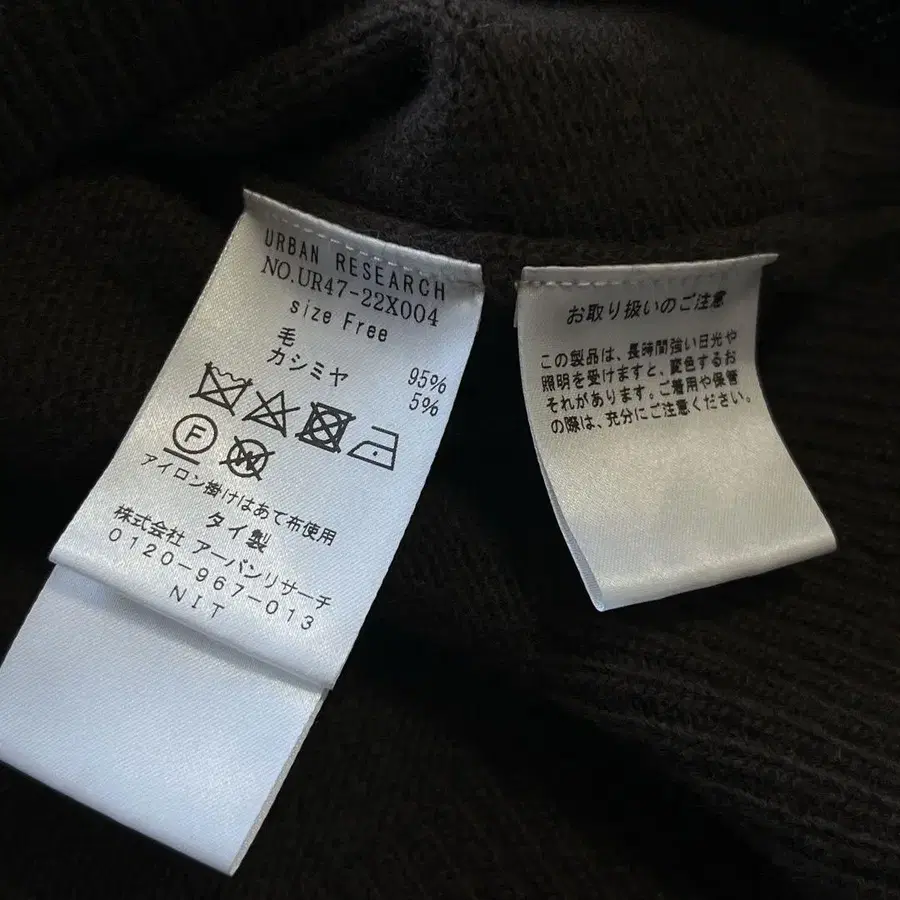 URBAN RESEARCH
NO.UR47-22X004
size Free
毛 95%
カシミヤ 5%
F
W
アイロン掛けはあて布使用
タイ製
株式会社 アーバンリサーチ
0120-967-013
NIT
お取り扱いのご注意
この製品は、長時間強い日光や
照明を受けますと、変色するお
それがあります。ご着用や保管
の際は、充分にご注意ください。